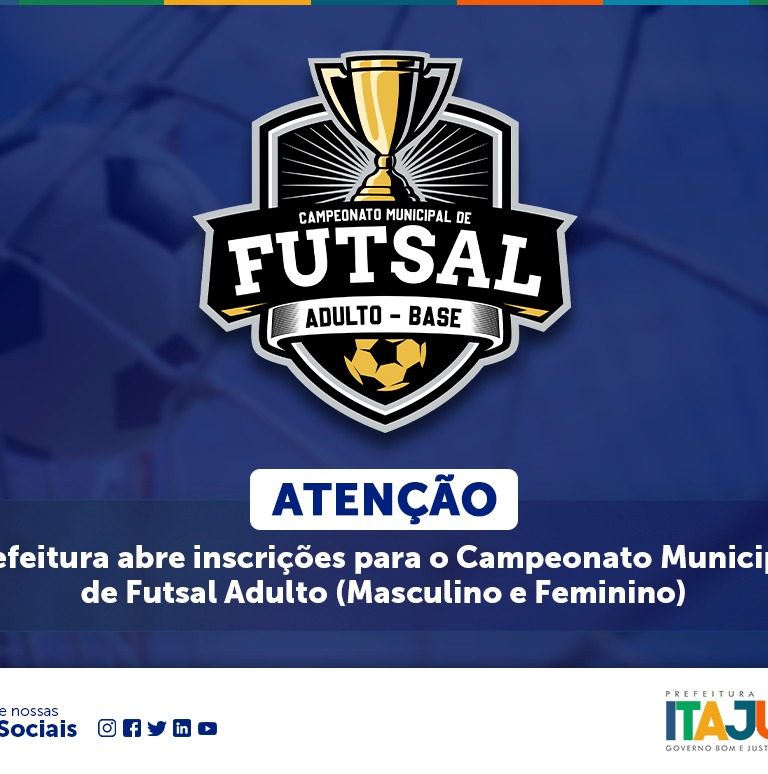 CAMPEONATO MUNICIPAL DE
FUTSAL
ADULTO - BASE
ATENÇÃO
efeitura abre inscrições para o Campeonato Municip
de Futsal Adulto (Masculino e Feminino)
e nossas
Sociais
PREFEITURA
ITAJU
GOVERNO BOM E JUST